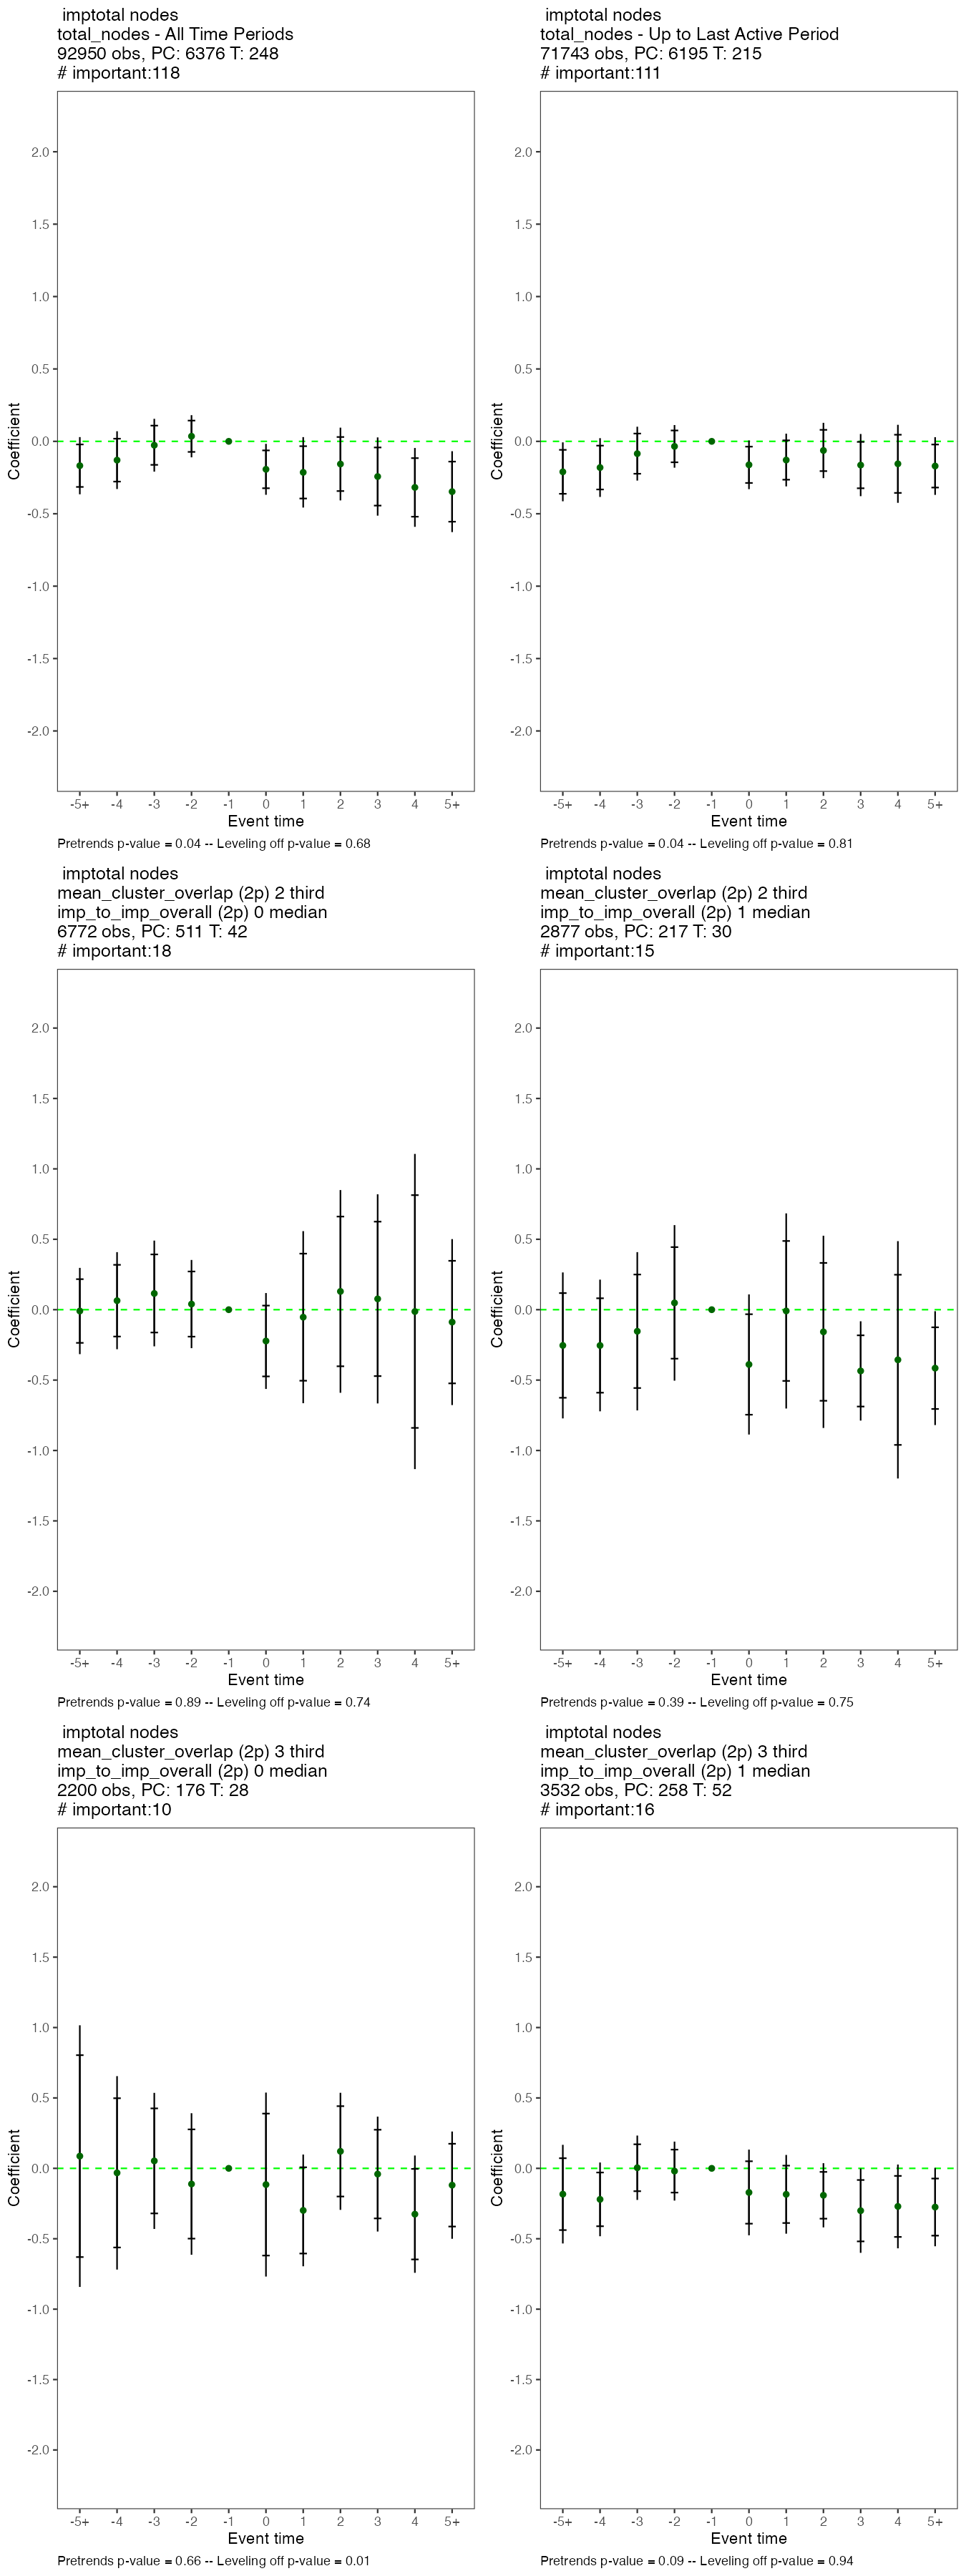 imptotal nodes
total_nodes - All Time Periods
92950 obs, PC: 6376 T: 248
# important:118
2.0
1.5
1.0
0.5
0.0
-0.5
-1.0
-1.5
-2.0
Coefficient
-5+ -4 -3 -2 -1 0 1 2 3 4 5+
Event time
Pretrends p-value = 0.04 -- Leveling off p-value = 0.68
imptotal nodes
total_nodes - Up to Last Active Period
71743 obs, PC: 6195 T: 215
# important:111
2.0
1.5
1.0
0.5
0.0
-0.5
-1.0
-1.5
-2.0
Coefficient
-5+ -4 -3 -2 -1 0 1 2 3 4 5+
Event time
Pretrends p-value = 0.04 -- Leveling off p-value = 0.81
imptotal nodes
mean_cluster_overlap (2p) 2 third
imp_to_imp_overall (2p) 0 median
6772 obs, PC: 511 T: 42
# important:18
2.0
1.5
1.0
0.5
0.0
-0.5
-1.0
-1.5
-2.0
Coefficient
-5+ -4 -3 -2 -1 0 1 2 3 4 5+
Event time
Pretrends p-value = 0.89 -- Leveling off p-value = 0.74
imptotal nodes
mean_cluster_overlap (2p) 2 third
imp_to_imp_overall (2p) 1 median
2877 obs, PC: 217 T: 30
# important:15
2.0
1.5
1.0
0.5
0.0
-0.5
-1.0
-1.5
-2.0
Coefficient
-5+ -4 -3 -2 -1 0 1 2 3 4 5+
Event time
Pretrends p-value = 0.39 -- Leveling off p-value = 0.75
imptotal nodes
mean_cluster_overlap (2p) 3 third
imp_to_imp_overall (2p) 0 median
2200 obs, PC: 176 T: 28
# important:10
2.0
1.5
1.0
0.5
0.0
-0.5
-1.0
-1.5
-2.0
Coefficient
-5+ -4 -3 -2 -1 0 1 2 3 4 5+
Event time
Pretrends p-value = 0.66 -- Leveling off p-value = 0.01
imptotal nodes
mean_cluster_overlap (2p) 3 third
imp_to_imp_overall (2p) 1 median
3532 obs, PC: 258 T: 52
# important:16
2.0
1.5
1.0
0.5
0.0
-0.5
-1.0
-1.5
-2.0
Coefficient
-5+ -4 -3 -2 -1 0 1 2 3 4 5+
Event time
Pretrends p-value = 0.09 -- Leveling off p-value = 0.94